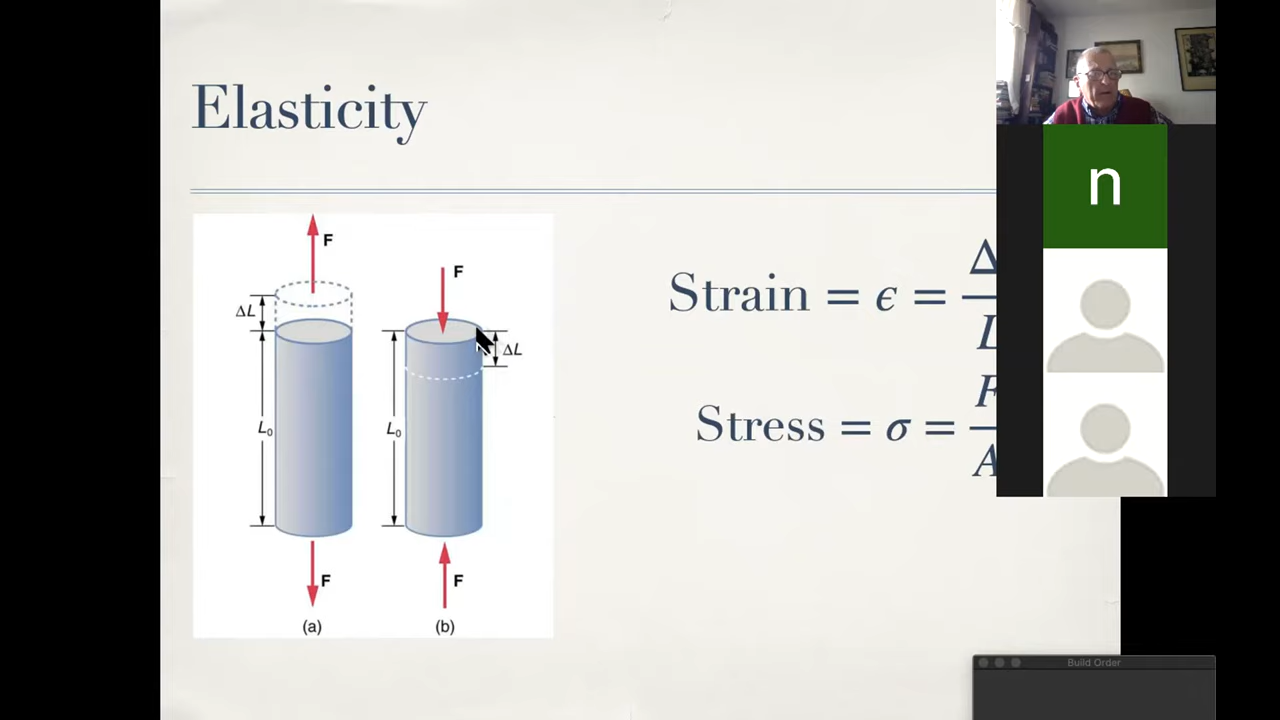 Elasticity
F
F
ΔL
ΔL
L₀
L₀
F
F
(a)
(b)
Strain = ϵ = Δ
L
Stress = σ = F
A
n
Build Order